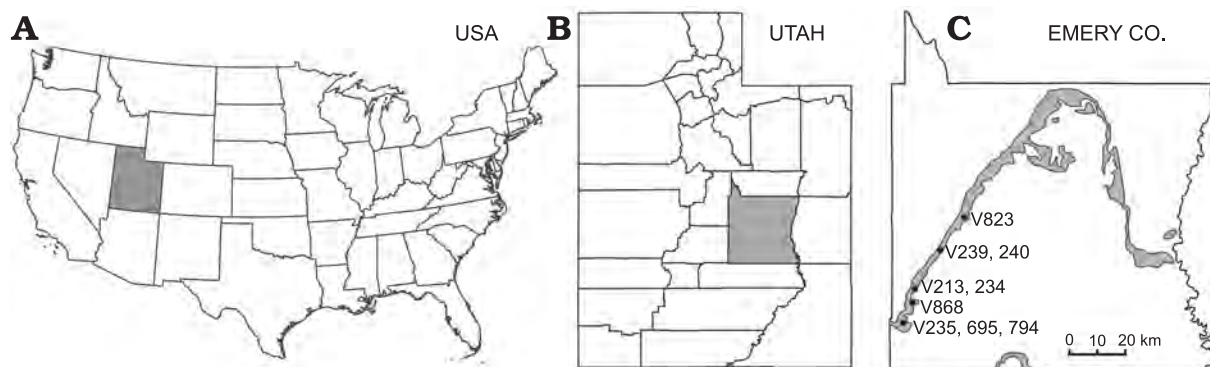 A
USA
B
UTAH
C
EMERY CO.
V823
V239, 240
V213, 234
V868
V235, 695, 794
0 10 20 km